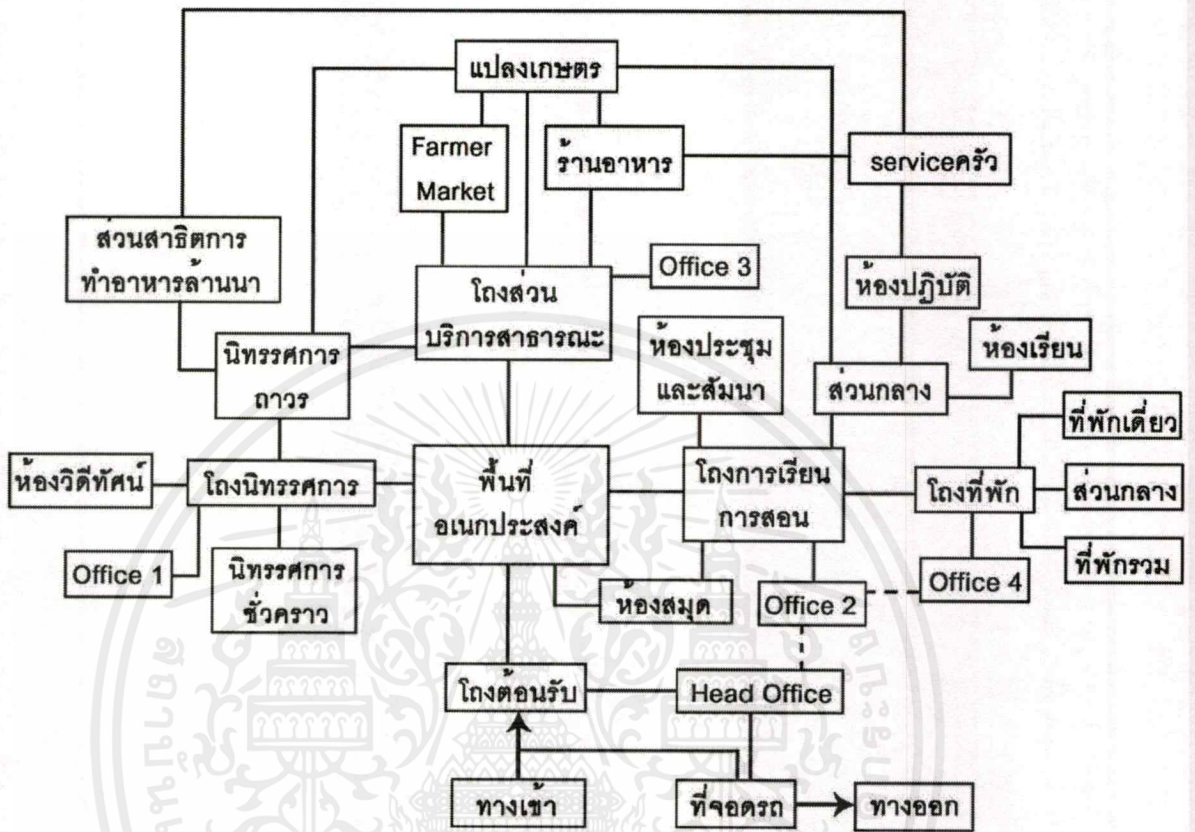 แปลงเกษตร
Farmer
Market
ร้านอาหาร
serviceครัว
ส่วนสาธิตการ
ทำอาหารล้านนา
โถงส่วน
บริการสาธารณะ
Office 3
ห้องปฏิบัติ
นิทรรศการ
ถาวร
ห้องประชุม
และสัมนา
ส่วนกลาง
ห้องเรียน
ที่พักเดี่ยว
ห้องวิดีทัศน์
โถงนิทรรศการ
พื้นที่
อเนกประสงค์
โถงการเรียน
การสอน
โถงที่พัก
ส่วนกลาง
ที่พักรวม
Office 1
นิทรรศการ
ชั่วคราว
ห้องสมุด
Office 2
Office 4
โถงต้อนรับ
Head Office
ทางเข้า
ที่จอดรถ
ทางออก